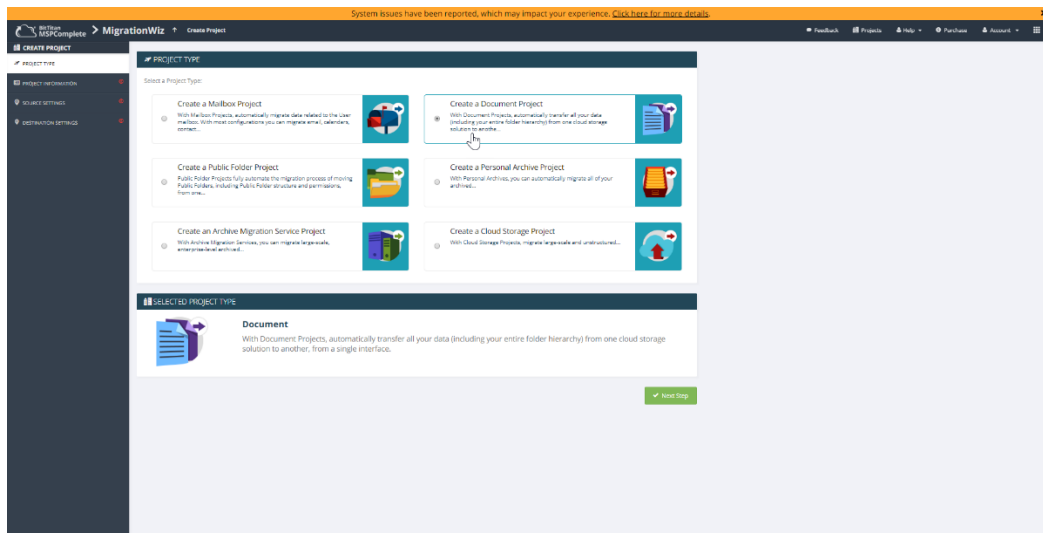 System issues have been reported, which may impact your experience. Click here for more details.
BitTitan
MSPComplete > MigrationWiz ↑ Create Project
Feedback Projects Help Purchase Account
CREATE PROJECT
PROJECT TYPE
PROJECT INFORMATION
SOURCE SETTINGS
DESTINATION SETTINGS
PROJECT TYPE
Select a Project Type:
Create a Mailbox Project
With Mailbox Projects, automatically migrate data related to the User
mailbox. With most configurations you can migrate email, calendars,
contact...
Create a Document Project
With Document Projects, automatically transfer all your data
(including your entire folder hierarchy) from one cloud storage
solution to anothe...
Create a Public Folder Project
Public Folder Projects fully automate the migration process of moving
Public Folders, including Public Folder structure and permissions,
from one...
Create a Personal Archive Project
With Personal Archives, you can automatically migrate all of your
archived...
Create an Archive Migration Service Project
With Archive Migration Services, you can migrate large-scale,
enterprise-level archived...
Create a Cloud Storage Project
With Cloud Storage Projects, migrate large-scale and unstructured...
SELECTED PROJECT TYPE
Document
With Document Projects, automatically transfer all your data (including your entire folder hierarchy) from one cloud storage
solution to another, from a single interface.
Next Step